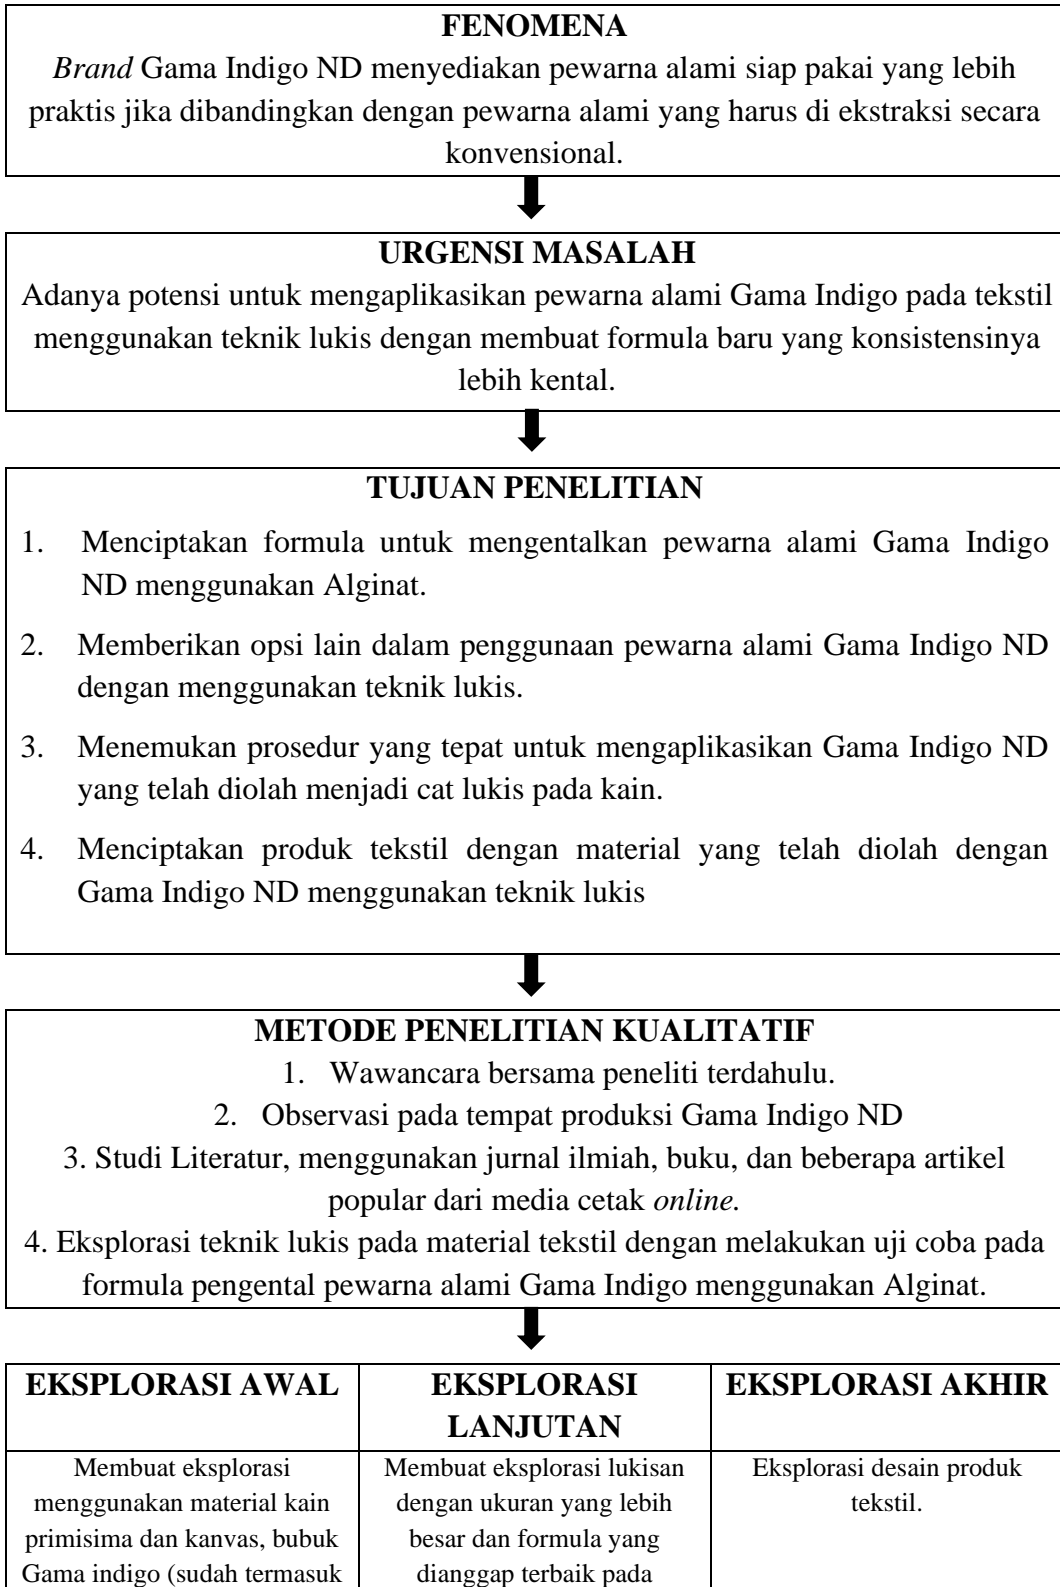 FENOMENA
Brand Gama Indigo ND menyediakan pewarna alami siap pakai yang lebih
praktis jika dibandingkan dengan pewarna alami yang harus di ekstraksi secara
konvensional.
URGENSI MASALAH
Adanya potensi untuk mengaplikasikan pewarna alami Gama Indigo pada tekstil
menggunakan teknik lukis dengan membuat formula baru yang konsistensinya
lebih kental.
TUJUAN PENELITIAN
1. Menciptakan formula untuk mengentalkan pewarna alami Gama Indigo
ND menggunakan Alginat.
2. Memberikan opsi lain dalam penggunaan pewarna alami Gama Indigo ND
dengan menggunakan teknik lukis.
3. Menemukan prosedur yang tepat untuk mengaplikasikan Gama Indigo ND
yang telah diolah menjadi cat lukis pada kain.
4. Menciptakan produk tekstil dengan material yang telah diolah dengan
Gama Indigo ND menggunakan teknik lukis
METODE PENELITIAN KUALITATIF
1. Wawancara bersama peneliti terdahulu.
2. Observasi pada tempat produksi Gama Indigo ND
3. Studi Literatur, menggunakan jurnal ilmiah, buku, dan beberapa artikel
popular dari media cetak online.
4. Eksplorasi teknik lukis pada material tekstil dengan melakukan uji coba pada
formula pengental pewarna alami Gama Indigo menggunakan Alginat.
EKSPLORASI AWAL
Membuat eksplorasi
menggunakan material kain
primisima dan kanvas, bubuk
Gama indigo (sudah termasuk
EKSPLORASI
LANJUTAN
Membuat eksplorasi lukisan
dengan ukuran yang lebih
besar dan formula yang
dianggap terbaik pada
EKSPLORASI AKHIR
Eksplorasi desain produk
tekstil.